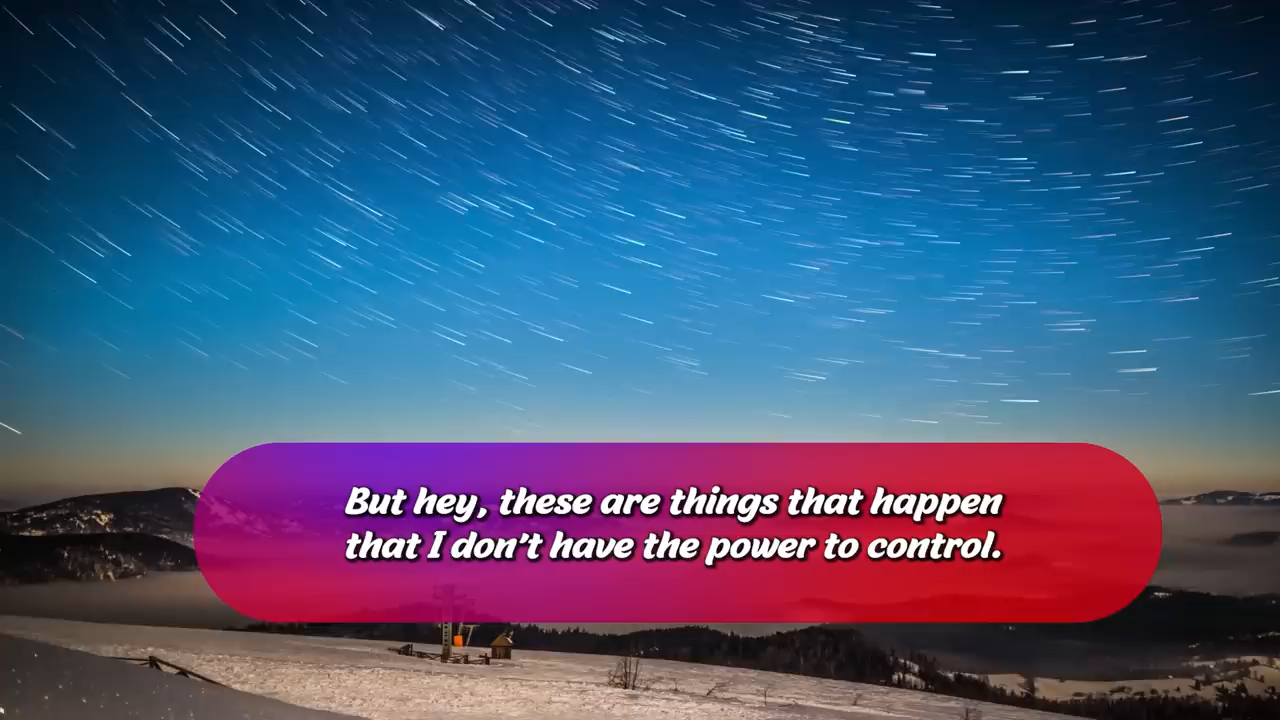 But hey, these are things that happen
that I don't have the power to control.